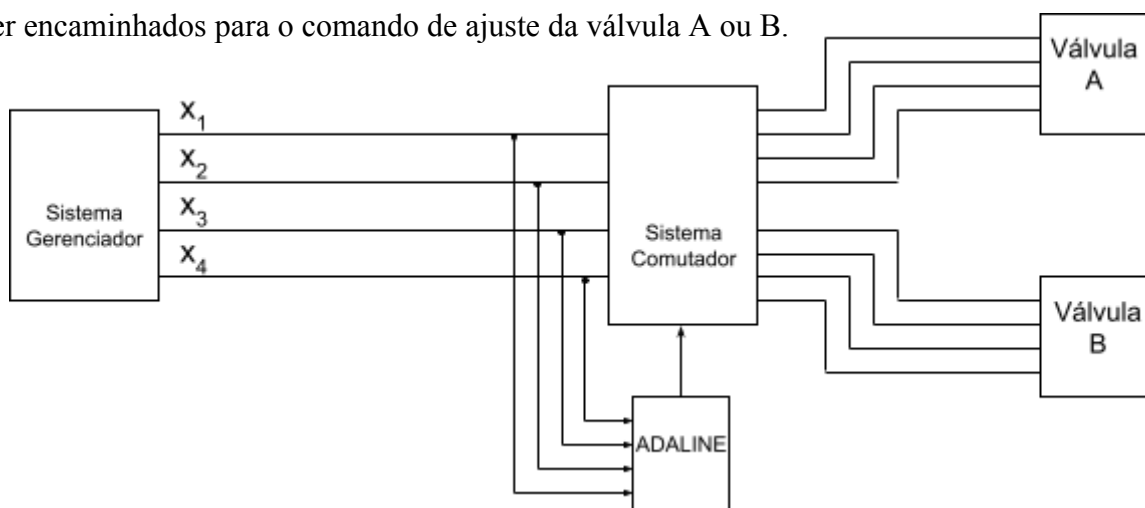 er encaminhados para o comando de ajuste da válvula A ou B.
Válvula
A
X1
X2
X3
X4
Sistema
Gerenciador
Sistema
Comutador
Válvula
B
ADALINE